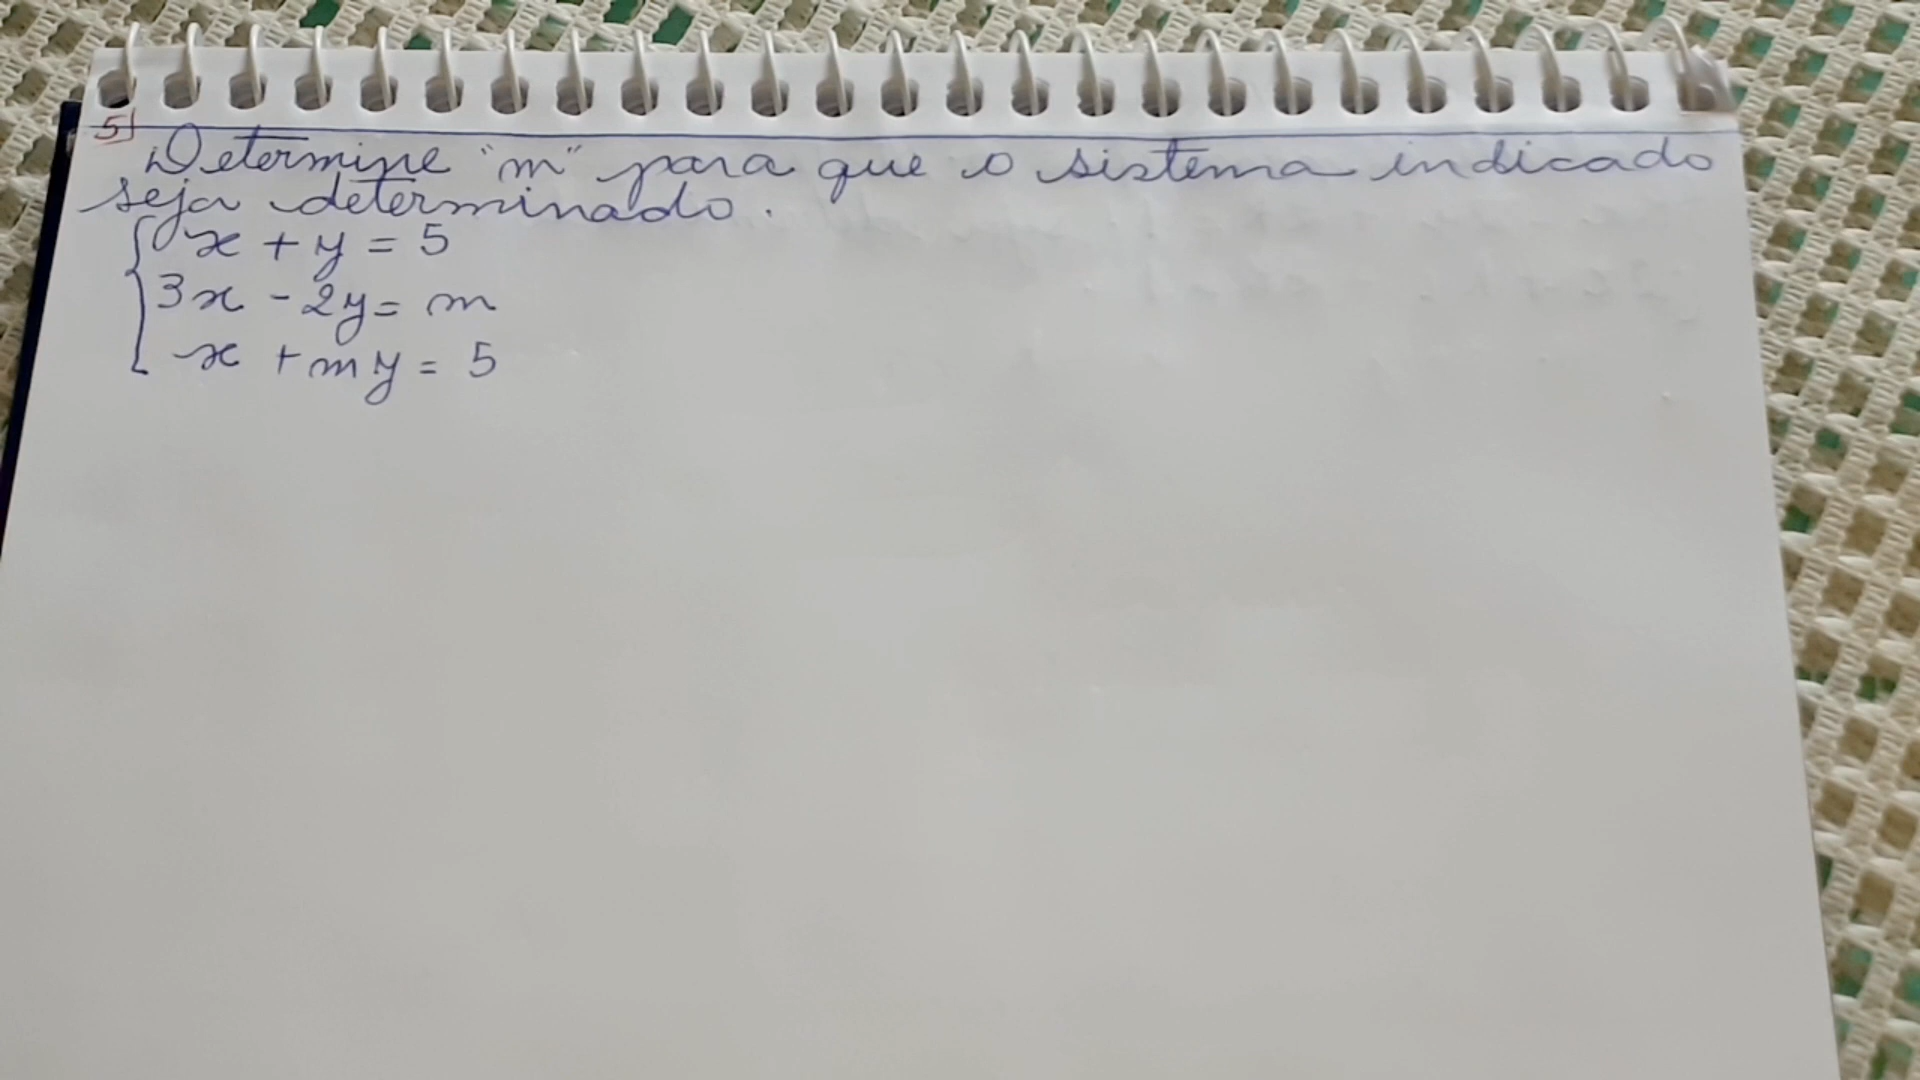 5)
Determine "m" para que o sistema indicado
seja determinado.
x + y = 5
3x - 2y = m
x + my = 5